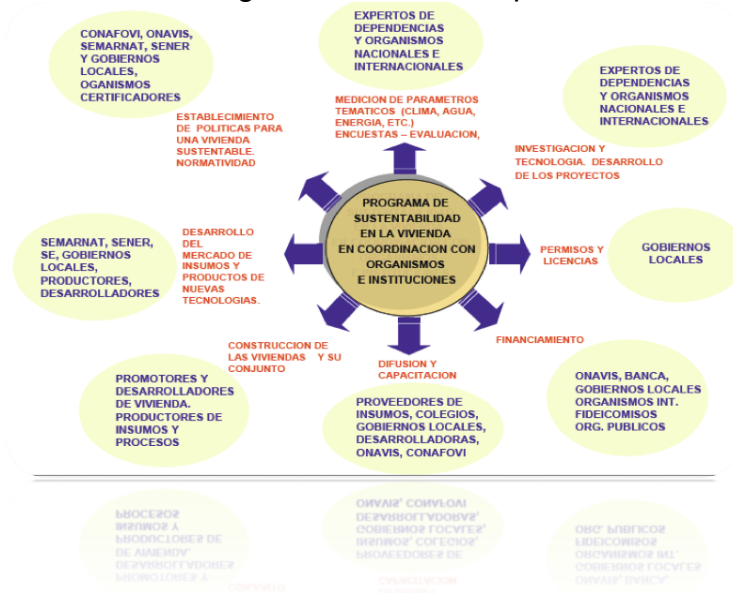 CONAFOVI, ONAVIS,
SEMARNAT, SENER
Y GOBIERNOS
LOCALES,
OGANISMOS
CERTIFICADORES
EXPERTOS DE
DEPENDENCIAS
Y ORGANISMOS
NACIONALES E
INTERNACIONALES
EXPERTOS DE
DEPENDENCIAS
Y ORGANISMOS
NACIONALES E
INTERNACIONALES
ESTABLECIMIENTO
DE POLITICAS PARA
UNA VIVIENDA
SUSTENTABLE.
NORMATIVIDAD
MEDICION DE PARAMETROS
TEMATICOS (CLIMA, AGUA,
ENERGIA, ETC.)
ENCUESTAS – EVALUACION,
INVESTIGACION Y
TECNOLOGIA. DESARROLLO
DE LOS PROYECTOS
PROGRAMA DE
SUSTENTABILIDAD
EN LA VIVIENDA
EN COORDINACION CON
ORGANISMOS
E INSTITUCIONES
SEMARNAT, SENER,
SE, GOBIERNOS
LOCALES,
PRODUCTORES,
DESARROLLADORES
DESARROLLO
DEL
MERCADO DE
INSUMOS Y
PRODUCTOS DE
NUEVAS
TECNOLOGIAS.
PERMISOS Y
LICENCIAS
GOBIERNOS
LOCALES
CONSTRUCCION DE
LAS VIVIENDAS Y SU
CONJUNTO
DIFUSION Y
CAPACITACION
FINANCIAMIENTO
PROMOTORES Y
DESARROLLADORES
DE VIVIENDA.
PRODUCTORES DE
INSUMOS Y
PROCESOS
PROVEEDORES DE
INSUMOS, COLEGIOS,
GOBIERNOS LOCALES,
DESARROLLADORAS,
ONAVIS, CONAFOVI
ONAVIS, BANCA,
GOBIERNOS LOCALES
ORGANISMOS INT.
FIDEICOMISOS
ORG. PUBLICOS